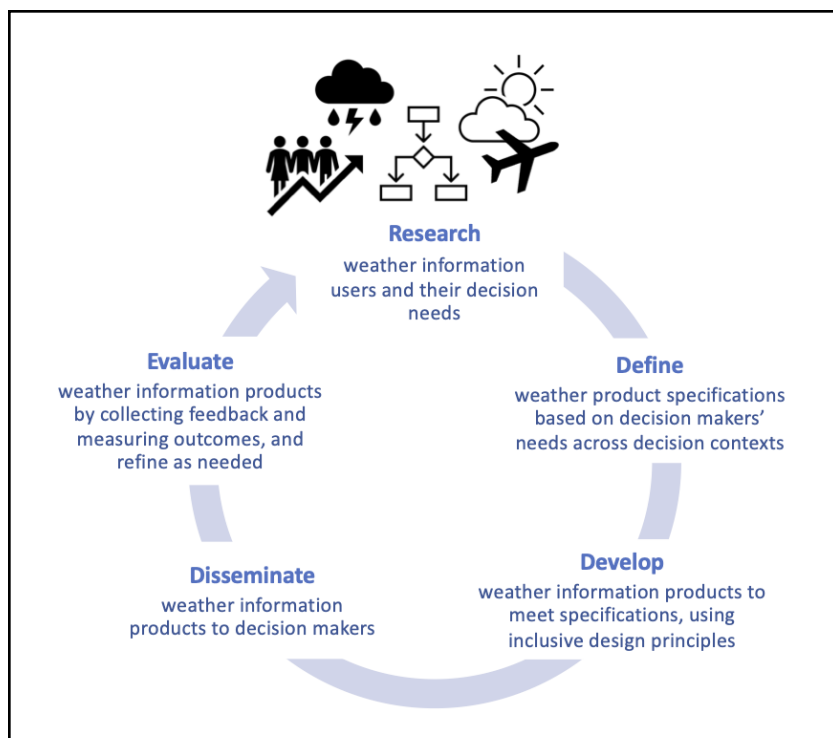 Research
weather information
users and their decision
needs
Define
weather product specifications
based on decision makers’
needs across decision contexts
Develop
weather information products to
meet specifications, using
inclusive design principles
Disseminate
weather information
products to decision makers
Evaluate
weather information products
by collecting feedback and
measuring outcomes, and
refine as needed